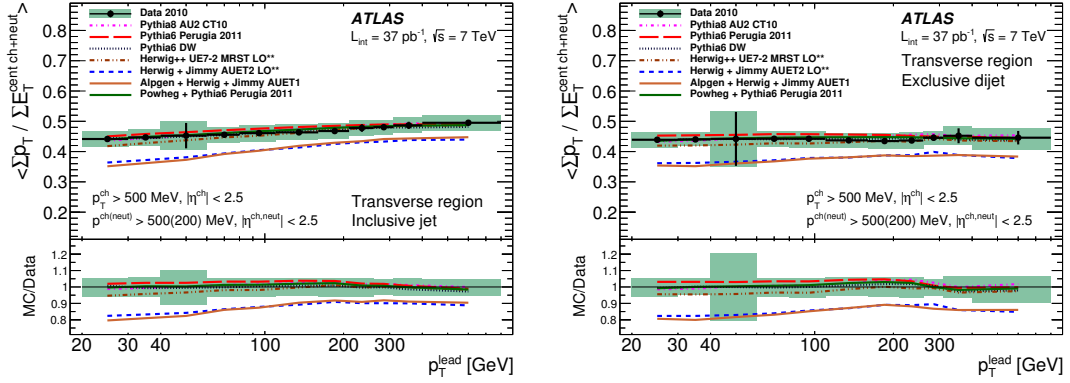 <Σp_T / ΣE_T^cent ch+neut>
0.8
0.7
0.6
0.5
0.4
0.3
0.2
Data 2010
Pythia8 AU2 CT10
Pythia6 Perugia 2011
Pythia6 DW
Herwig++ UE7-2 MRST LO**
Herwig + Jimmy AUET2 LO**
Alpgen + Herwig + Jimmy AUET1
Powheg + Pythia6 Perugia 2011
ATLAS
L_int = 37 pb⁻¹, √s = 7 TeV
p_T^ch > 500 MeV, |η^ch| < 2.5
p^ch(neut) > 500(200) MeV, |η^ch,neut| < 2.5
Transverse region
Inclusive jet
MC/Data
1.2
1.1
1.0
0.9
0.8
20 30 40 100 200 300
p_T^lead [GeV]
<Σp_T / ΣE_T^cent ch+neut>
0.8
0.7
0.6
0.5
0.4
0.3
0.2
Data 2010
Pythia8 AU2 CT10
Pythia6 Perugia 2011
Pythia6 DW
Herwig++ UE7-2 MRST LO**
Herwig + Jimmy AUET2 LO**
Alpgen + Herwig + Jimmy AUET1
Powheg + Pythia6 Perugia 2011
ATLAS
L_int = 37 pb⁻¹, √s = 7 TeV
Transverse region
Exclusive dijet
p_T^ch > 500 MeV, |η^ch| < 2.5
p^ch(neut) > 500(200) MeV, |η^ch,neut| < 2.5
MC/Data
1.2
1.1
1.0
0.9
0.8
20 30 40 100 200 300
p_T^lead [GeV]